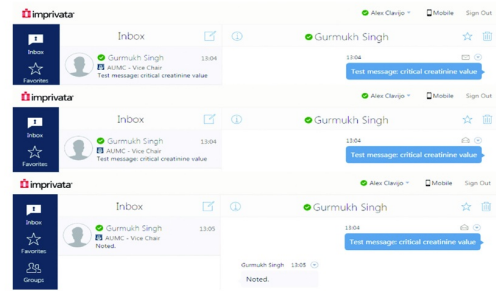 imprivata
Alex Clavijo
Mobile
Sign Out
Inbox
Gurmukh Singh
1
Inbox
Favorites
Gurmukh Singh 13:04
AUMC - Vice Chair
Test message: critical creatinine value
13:04
Test message: critical creatinine value
imprivata
Alex Clavijo
Mobile
Sign Out
Inbox
Gurmukh Singh
1
Inbox
Favorites
Gurmukh Singh 13:04
AUMC - Vice Chair
Test message: critical creatinine value
13:04
Test message: critical creatinine value
imprivata
Alex Clavijo
Mobile
Sign Out
Inbox
Gurmukh Singh
1
Inbox
Favorites
Groups
Gurmukh Singh 13:05
AUMC - Vice Chair
Noted.
13:04
Test message: critical creatinine value
Gurmukh Singh 13:05
Noted.